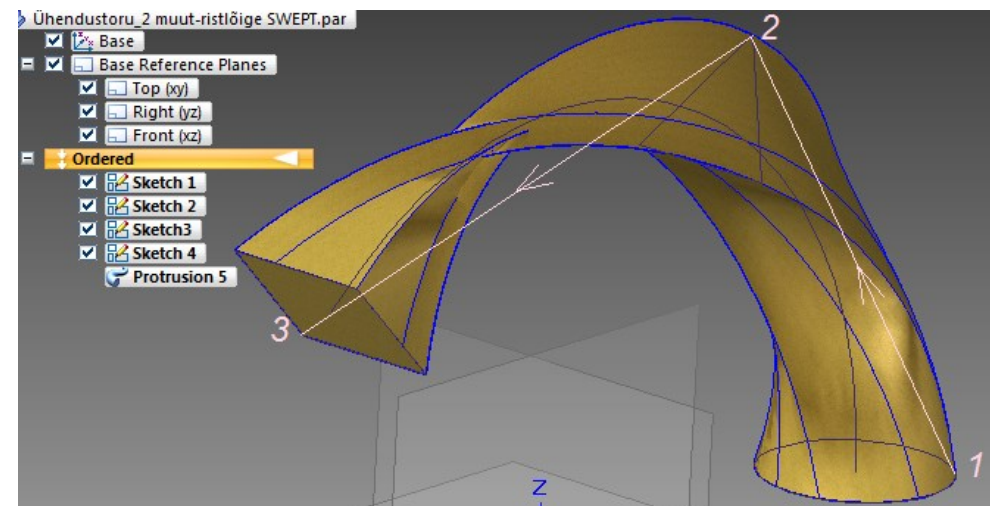 Ühendustoru_2 muut-ristlõige SWEPT.par
Base
Base Reference Planes
Top (xy)
Right (yz)
Front (xz)
Ordered
Sketch 1
Sketch 2
Sketch3
Sketch 4
Protrusion 5
2
3
1
Z